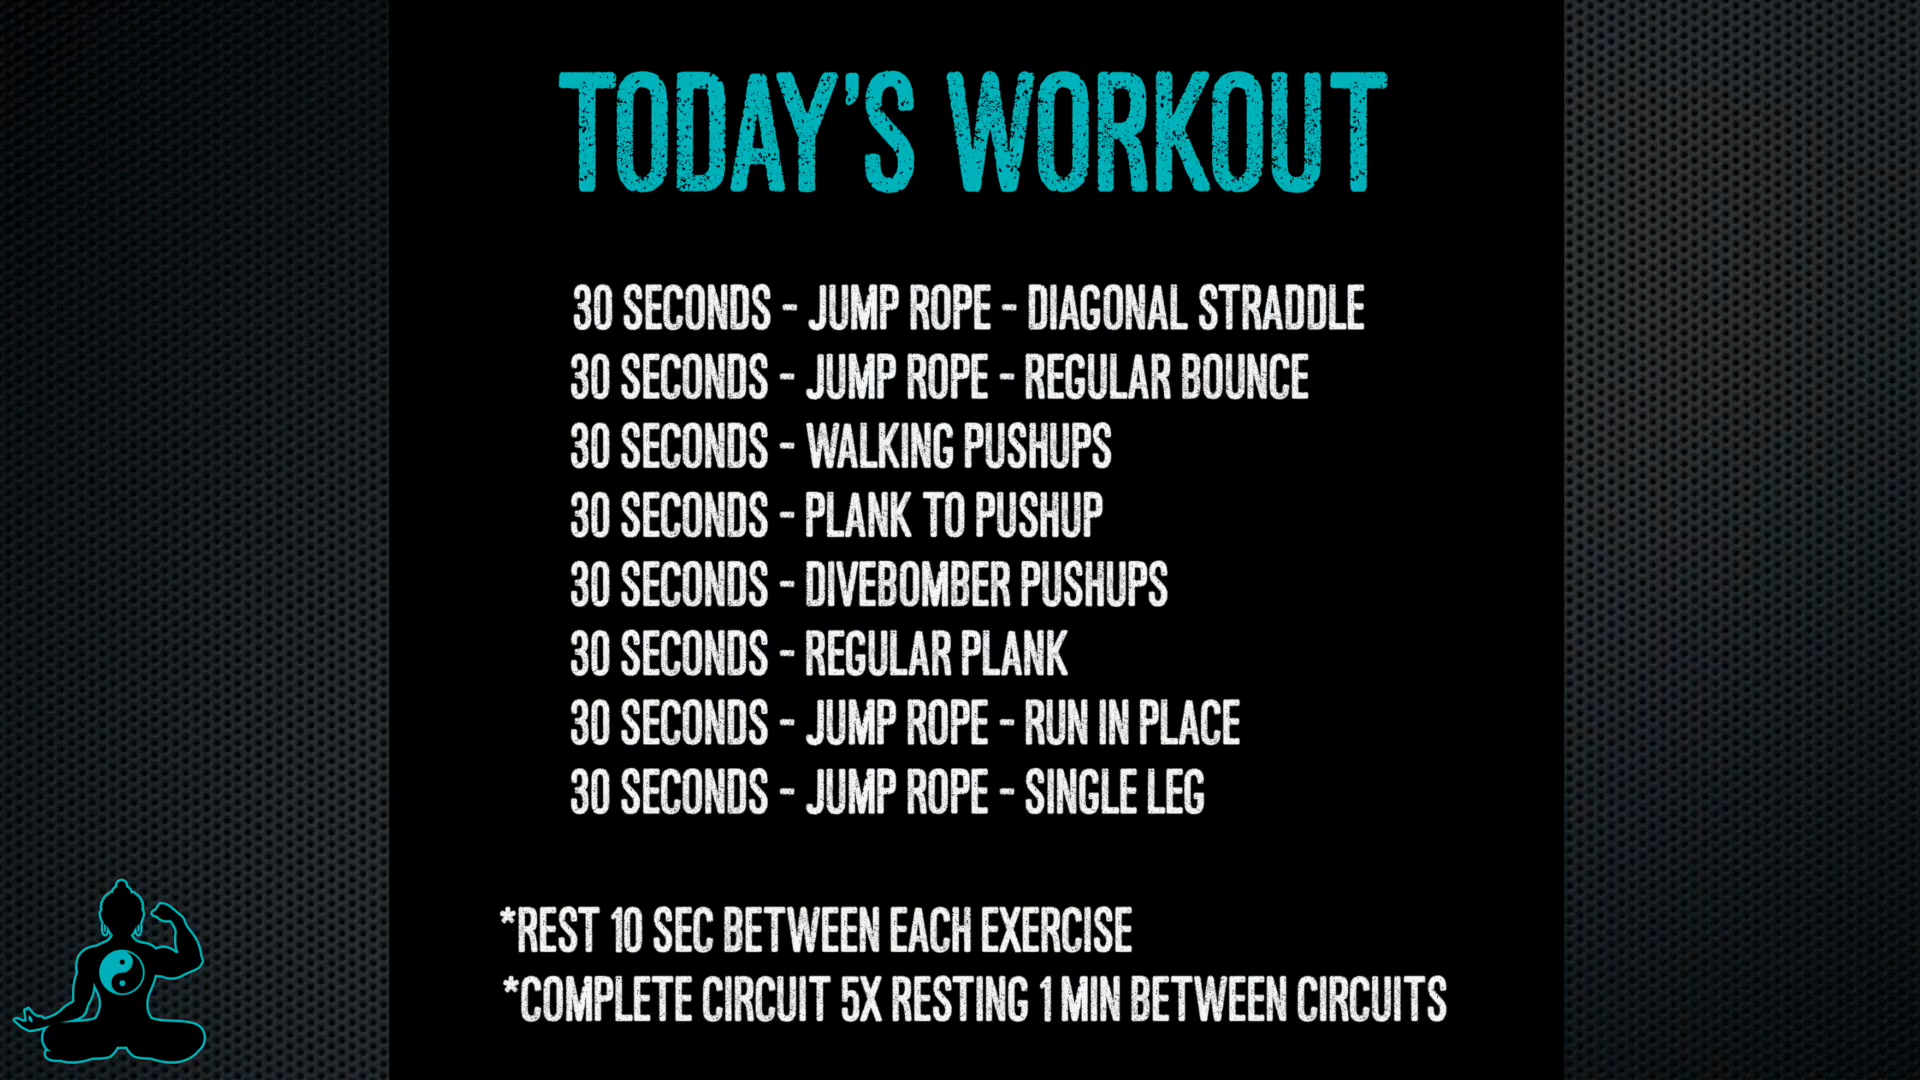 TODAY'S WORKOUT
30 SECONDS - JUMP ROPE - DIAGONAL STRADDLE
30 SECONDS - JUMP ROPE - REGULAR BOUNCE
30 SECONDS - WALKING PUSHUPS
30 SECONDS - PLANK TO PUSHUP
30 SECONDS - DIVEBOMBER PUSHUPS
30 SECONDS - REGULAR PLANK
30 SECONDS - JUMP ROPE - RUN IN PLACE
30 SECONDS - JUMP ROPE - SINGLE LEG
*REST 10 SEC BETWEEN EACH EXERCISE
*COMPLETE CIRCUIT 5X RESTING 1 MIN BETWEEN CIRCUITS